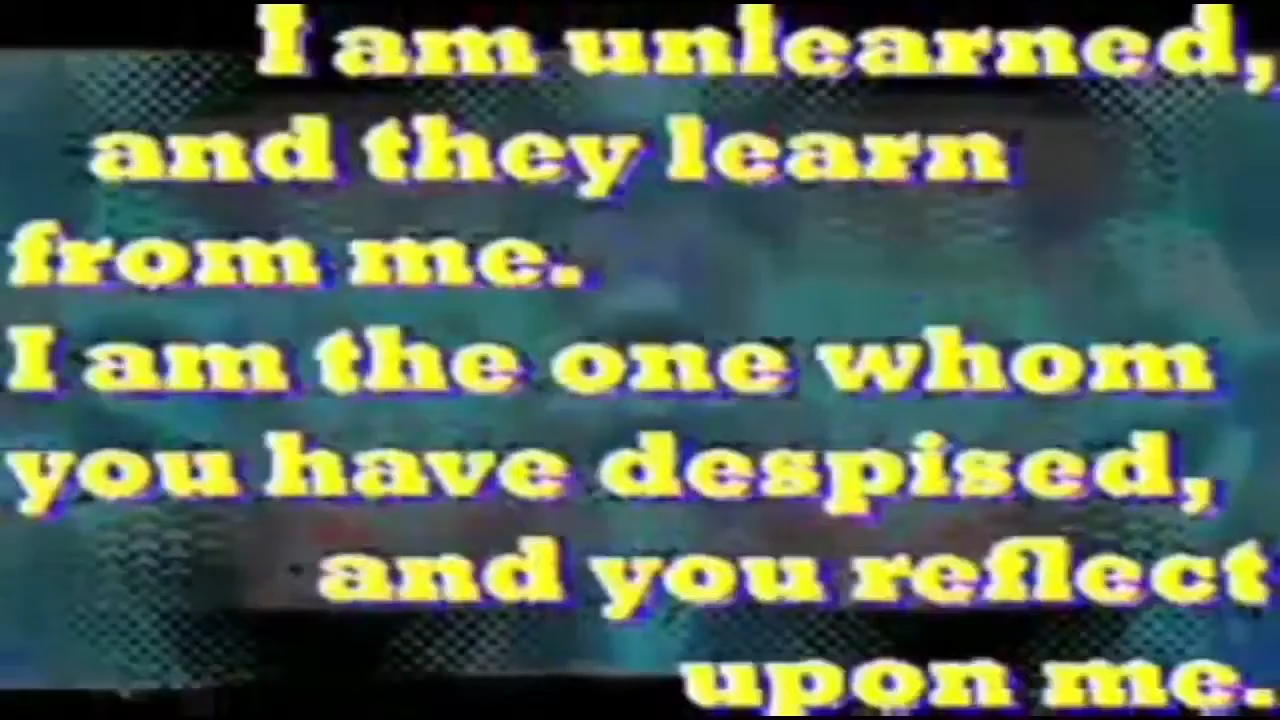 I am unlearned,
and they learn
from me.
I am the one whom
you have despised,
and you reflect
upon me.